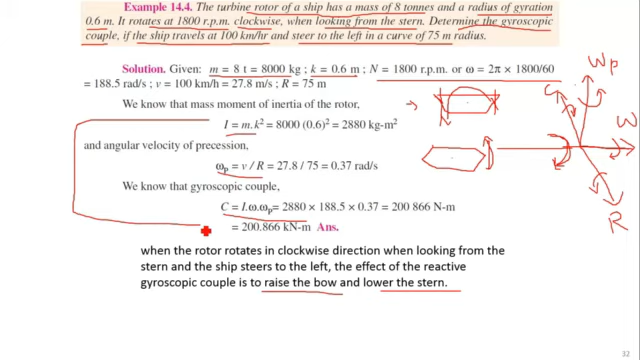 Example 14.4. The turbine rotor of a ship has a mass of 8 tonnes and a radius of gyration
0.6 m. It rotates at 1800 r.p.m. clockwise, when looking from the stern. Determine the gyroscopic
couple, if the ship travels at 100 km/hr and steer to the left in a curve of 75 m radius.
Solution. Given: m = 8 t = 8000 kg ; k = 0.6 m ; N = 1800 r.p.m. or ω = 2π × 1800/60
= 188.5 rad/s ; v = 100 km/h = 27.8 m/s ; R = 75 m
We know that mass moment of inertia of the rotor,
I = m.k² = 8000 (0.6)² = 2880 kg-m²
and angular velocity of precession,
ωp = v / R = 27.8 / 75 = 0.37 rad/s
We know that gyroscopic couple,
C = I.ω.ωp = 2880 × 188.5 × 0.37 = 200 866 N-m
= 200.866 kN-m Ans.
when the rotor rotates in clockwise direction when looking from the
stern and the ship steers to the left, the effect of the reactive
gyroscopic couple is to raise the bow and lower the stern.
ωp
C
ω
R
32